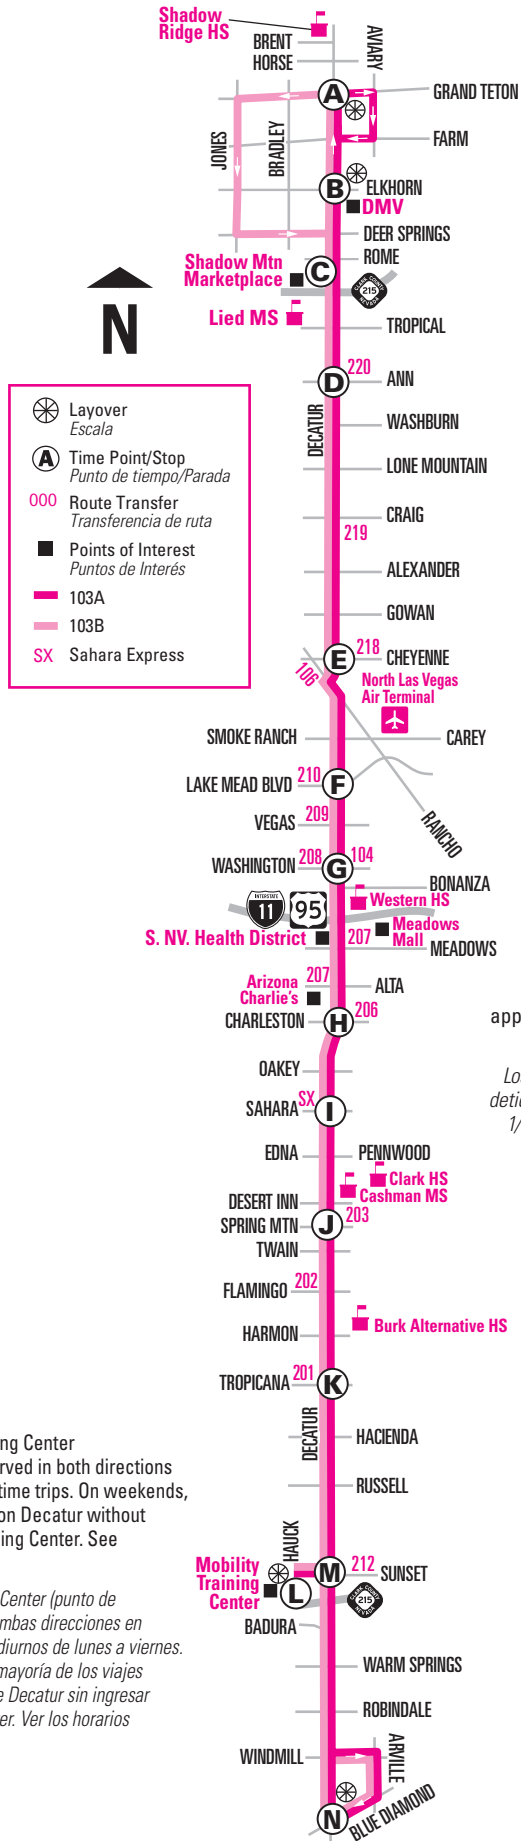 Shadow
Ridge HS
BRENT
HORSE
AVIARY
A
GRAND TETON
JONES
BRADLEY
FARM
B
ELKHORN
DMV
DEER SPRINGS
Shadow Mtn
Marketplace
C
ROME
CLARK COUNTY
215
NEVADA
N
Lied MS
TROPICAL
D
220
ANN
Layover
Escala
A
Time Point/Stop
Punto de tiempo/Parada
000
Route Transfer
Transferencia de ruta
Points of Interest
Puntos de Interés
103A
103B
SX
Sahara Express
DECATUR
WASHBURN
LONE MOUNTAIN
CRAIG
219
ALEXANDER
GOWAN
E
218
CHEYENNE
106
North Las Vegas
Air Terminal
SMOKE RANCH
CAREY
LAKE MEAD BLVD
210
F
VEGAS
209
RANCHO
WASHINGTON
208
G
104
BONANZA
INTERSTATE
11
95
Western HS
S. NV. Health District
207
Meadows
Mall
MEADOWS
Arizona
Charlie's
207
ALTA
CHARLESTON
H
206
app
OAKEY
Lo
SAHARA
SX
I
detic
1/
EDNA
PENNWOOD
Clark HS
Cashman MS
DESERT INN
SPRING MTN
J
203
TWAIN
FLAMINGO
202
Burk Alternative HS
HARMON
TROPICANA
201
K
DECATUR
HACIENDA
ng Center
rved in both directions
time trips. On weekends,
on Decatur without
ing Center. See
RUSSELL
HAUCK
Mobility
Training
Center
L
M
212
SUNSET
CLARK COUNTY
215
NEVADA
BADURA
Center (punto de
mbas direcciones en
diurnos de lunes a viernes.
mayoría de los viajes
e Decatur sin ingresar
er. Ver los horarios
WARM SPRINGS
ROBINDALE
WINDMILL
ARVILLE
N
BLUE DIAMOND